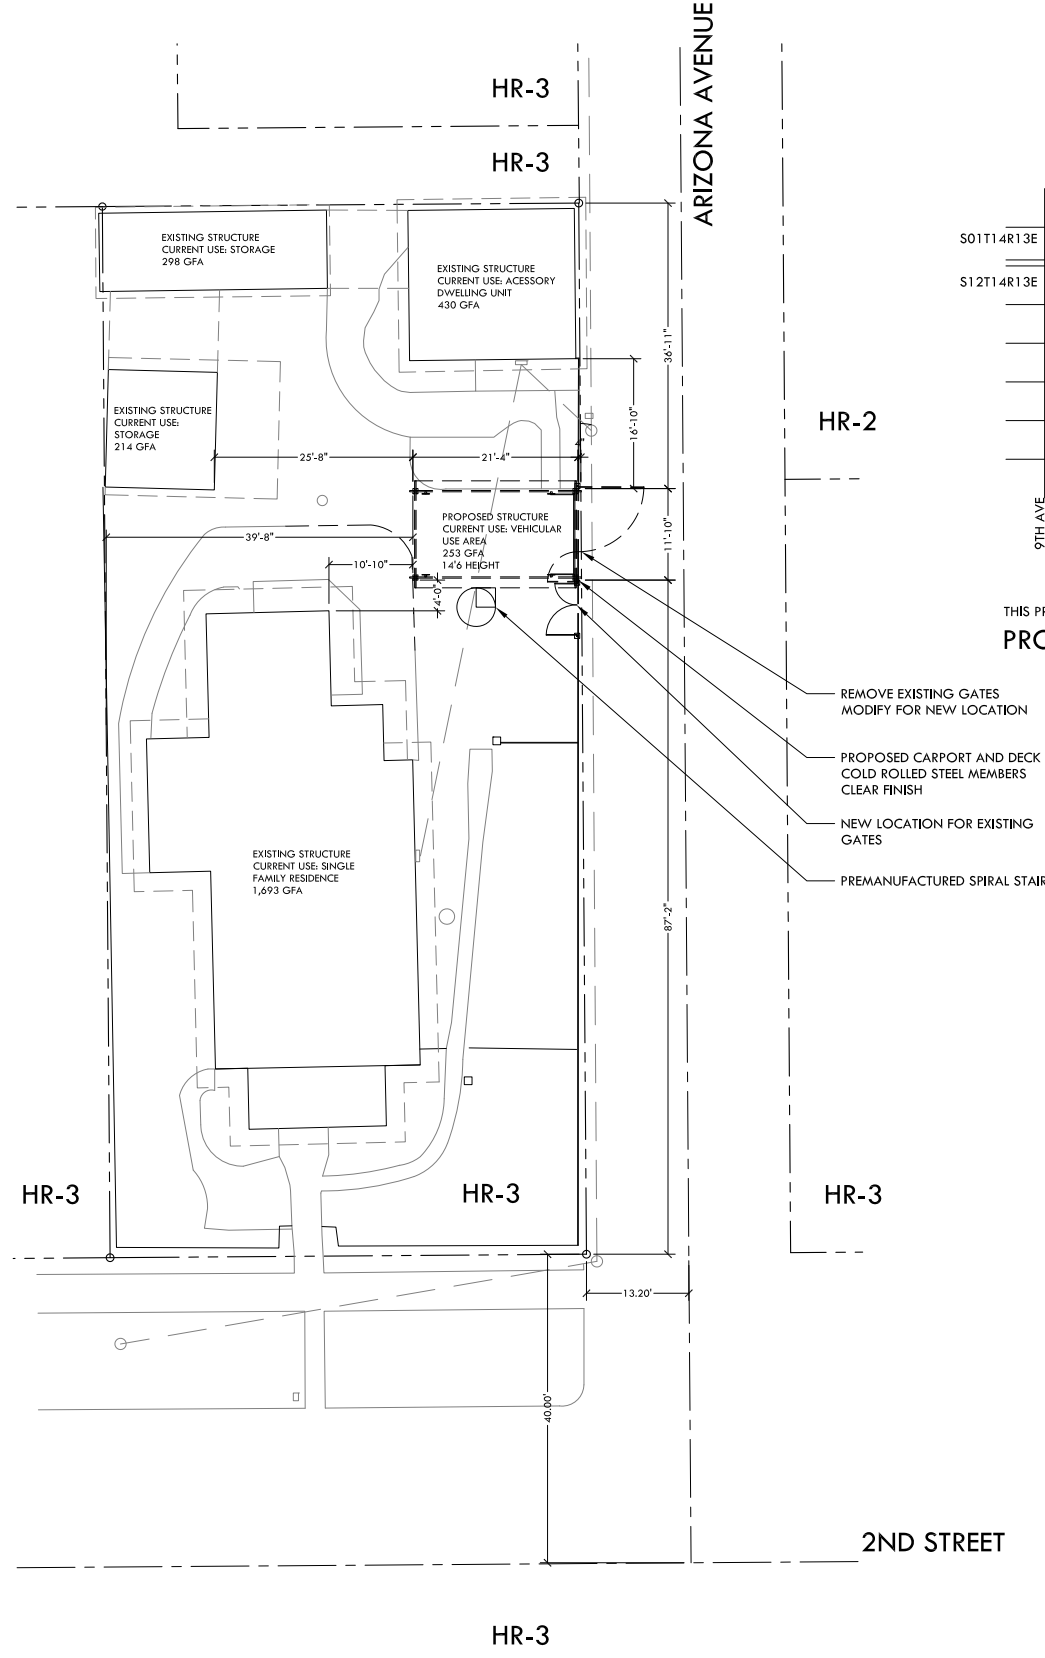 ARIZONA AVENUE
HR-3
HR-3
EXISTING STRUCTURE
CURRENT USE: STORAGE
298 GFA
EXISTING STRUCTURE
CURRENT USE: ACESSORY
DWELLING UNIT
430 GFA
S01T14R13E
S12T14R13E
36'-11"
EXISTING STRUCTURE
CURRENT USE:
STORAGE
214 GFA
16'-10"
HR-2
25'-8"
21'-4"
PROPOSED STRUCTURE
CURRENT USE: VEHICULAR
USE AREA
253 GFA
14'6 HEIGHT
11'-10"
9TH AVE
39'-8"
10'-10"
4'-0"
THIS
REMOVE EXISTING GATES
MODIFY FOR NEW LOCATION
PROPOSED CARPORT AND DECK
COLD ROLLED STEEL MEMBERS
CLEAR FINISH
NEW LOCATION FOR EXISTING
GATES
PREMANUFACTURED SPIRAL STAIR
EXISTING STRUCTURE
CURRENT USE: SINGLE
FAMILY RESIDENCE
1,693 GFA
87'-2"
HR-3
HR-3
HR-3
13.20'
40.00'
2ND STREET
HR-3